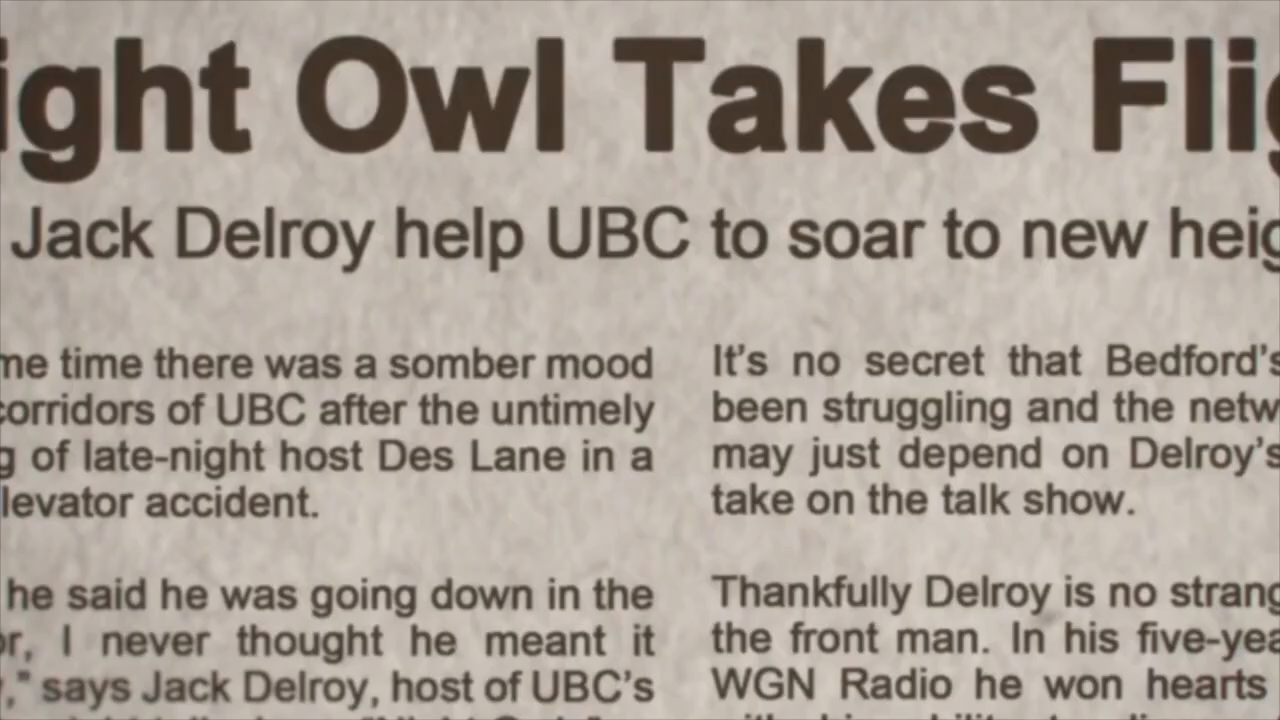 ight Owl Takes Flig
Jack Delroy help UBC to soar to new heig
me time there was a somber mood
corridors of UBC after the untimely
g of late-night host Des Lane in a
levator accident.
he said he was going down in the
or, I never thought he meant it
," says Jack Delroy, host of UBC's
It's no secret that Bedford's
been struggling and the netw
may just depend on Delroy's
take on the talk show.
Thankfully Delroy is no strang
the front man. In his five-yea
WGN Radio he won hearts